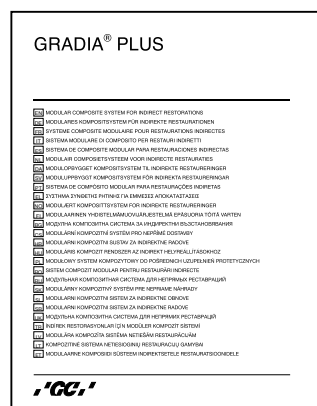 GRADIA® PLUS
EN MODULAR COMPOSITE SYSTEM FOR INDIRECT RESTORATIONS
DE MODULARES KOMPOSITSYSTEM FÜR INDIREKTE RESTAURATIONEN
FR SYSTEME COMPOSITE MODULAIRE POUR RESTAURATIONS INDIRECTES
IT SISTEMA MODULARE DI COMPOSITO PER RESTAURI INDIRETTI
ES SISTEMA DE COMPOSITE MODULAR PARA RESTAURACIONES INDIRECTAS
NL MODULAIR COMPOSIETSYSTEEM VOOR INDIRECTE RESTAURATIES
DA MODULOPBYGGET KOMPOSITSYSTEM TIL INDIREKTE RESTAURERINGER
SV MODULUPPBYGGT KOMPOSITSYSTEM FÖR INDIREKTA RESTAURERINGAR
PT SISTEMA DE COMPÓSITO MODULAR PARA RESTAURAÇÕES INDIRETAS
EL ΣΥΣΤΗΜΑ ΣΥΝΘΕΤΗΣ ΡΗΤΙΝΗΣ ΓΙΑ ΕΜΜΕΣΕΣ ΑΠΟΚΑΤΑΣΤΑΣΕΙΣ
NO MODULÆRT KOMPOSITTSYSTEM FOR INDIREKTE RESTAURERINGER
FI MODULAARINEN YHDISTELMÄMUOVIJÄRJESTELMÄ EPÄSUORIA TÖITÄ VARTEN
BG МОДУЛНА КОМПОЗИТНА СИСТЕМА ЗА ИНДИРЕКТНИ ВЪЗСТАНОВЯВАНИЯ
CS MODULÁRNÍ KOMPOZITNÍ SYSTÉM PRO NEPŘÍMÉ DOSTAVBY
HR MODULARNI KOMPOZITNI SUSTAV ZA INDIREKTNE RADOVE
HU MODULÁRIS KOMPOZIT RENDSZER AZ INDIREKT HELYREÁLLÍTÁSOKHOZ
PL MODUŁOWY SYSTEM KOMPOZYTOWY DO POŚREDNICH UZUPEŁNIEŃ PROTETYCZNYCH
RO SISTEM COMPOZIT MODULAR PENTRU RESTAURĂRI INDIRECTE
RU МОДУЛЬНАЯ КОМПОЗИТНАЯ СИСТЕМА ДЛЯ НЕПРЯМЫХ РЕСТАВРАЦИЙ
SK MODULÁRNY KOMPOZITNÝ SYSTÉM PRE NEPRIAME NÁHRADY
SL MODULARNI KOMPOZITNI SISTEM ZA INDIREKTNE OBNOVE
SR MODULARNI KOMPOZITNI SISTEM ZA INDIREKTNE RADOVE
UK МОДУЛЬНА КОМПОЗИТНА СИСТЕМА ДЛЯ НЕПРЯМИХ РЕСТАВРАЦІЙ
TR İNDİREK RESTORASYONLAR İÇİN MODÜLER KOMPOZİT SİSTEMİ
LV MODULĀRA KOMPOZĪTA SISTĒMA NETIEŠĀM RESTAURĀCIJĀM
LT KOMPOZITINĖ SISTEMA NETIESIOGINIŲ RESTAURACIJŲ GAMYBAI
ET MODULAARNE KOMPOSIIDI SÜSTEEM INDIREKTSETELE RESTAURATSIOONIDELE
GC